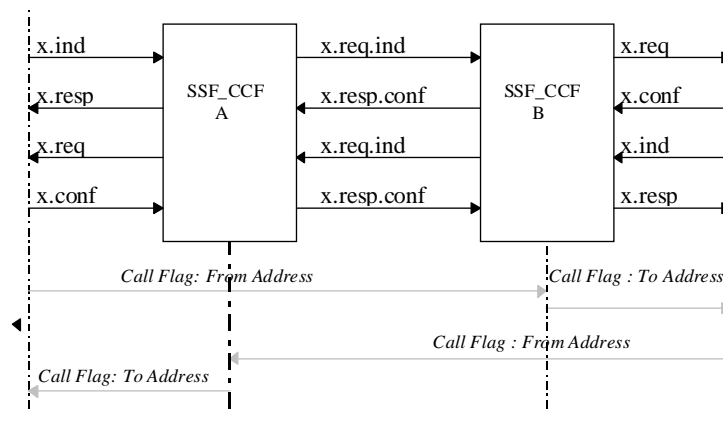 x.ind
x.req.ind
x.req
x.resp
SSF_CCF
A
x.resp.conf
SSF_CCF
B
x.conf
x.req
x.req.ind
x.ind
x.conf
x.resp.conf
x.resp
Call Flag: From Address
Call Flag : To Address
Call Flag : From Address
Call Flag: To Address